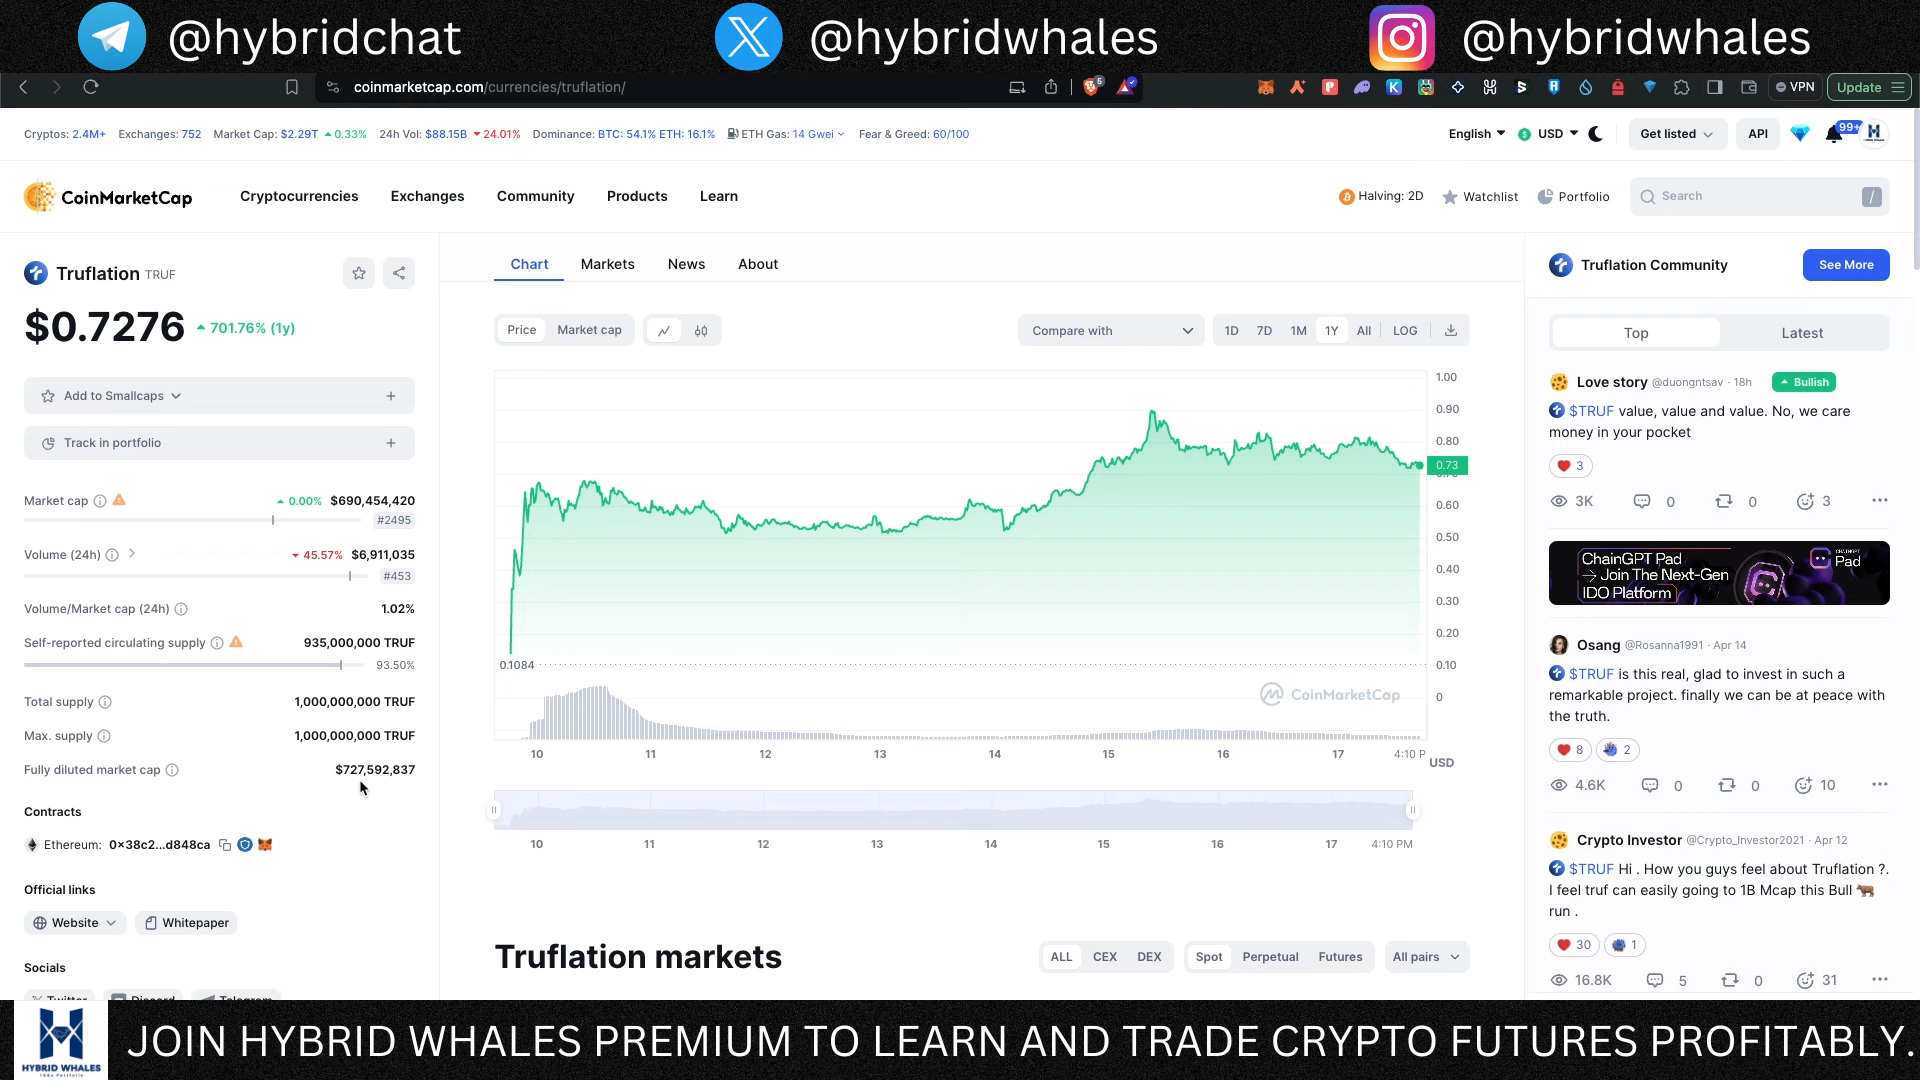 @hybridchat
@hybridwhales
@hybridwhales
coinmarketcap.com/currencies/truflation/
5
VPN
Update
Cryptos: 2.4M+ Exchanges: 752 Market Cap: $2.29T 0.33% 24h Vol: $88.15B 24.01% Dominance: BTC: 54.1% ETH: 16.1% ETH Gas: 14 Gwei Fear & Greed: 60/100
English USD Get listed API 99+
CoinMarketCap
Cryptocurrencies Exchanges Community Products Learn
Halving: 2D Watchlist Portfolio Search /
Truflation TRUF
$0.7276 701.76% (1y)
Add to Smallcaps +
Track in portfolio +
Market cap 0.00% $690,454,420
#2495
Volume (24h) 45.57% $6,911,035
#453
Volume/Market cap (24h) 1.02%
Self-reported circulating supply 935,000,000 TRUF
93.50%
Total supply 1,000,000,000 TRUF
Max. supply 1,000,000,000 TRUF
Fully diluted market cap $727,592,837
Contracts
Ethereum: 0x38c2...d848ca
Official links
Website Whitepaper
Socials
Twitter Discord Telegram
Chart Markets News About
Price Market cap
Compare with 1D 7D 1M 1Y All LOG
1.00
0.90
0.80
0.73
0.60
0.50
0.40
0.30
0.20
0.10
0
0.1084
CoinMarketCap
10 11 12 13 14 15 16 17 4:10 P
USD
10 11 12 13 14 15 16 17 4:10 PM
Truflation markets
ALL CEX DEX Spot Perpetual Futures All pairs
Truflation Community See More
Top Latest
Love story @duongntsav · 18h Bullish
$TRUF value, value and value. No, we care
money in your pocket
3
3K 0 0 3
ChainGPT Pad
Join The Next-Gen
IDO Platform
CHAINGPT
Pad
Osang @Rosanna1991 · Apr 14
$TRUF is this real, glad to invest in such a
remarkable project. finally we can be at peace with
the truth.
8 2
4.6K 0 0 10
Crypto Investor @Crypto_Investor2021 · Apr 12
$TRUF Hi . How you guys feel about Truflation ?.
I feel truf can easily going to 1B Mcap this Bull
run .
30 1
16.8K 5 0 31
HYBRID WHALES
JOIN HYBRID WHALES PREMIUM TO LEARN AND TRADE CRYPTO FUTURES PROFITABLY.